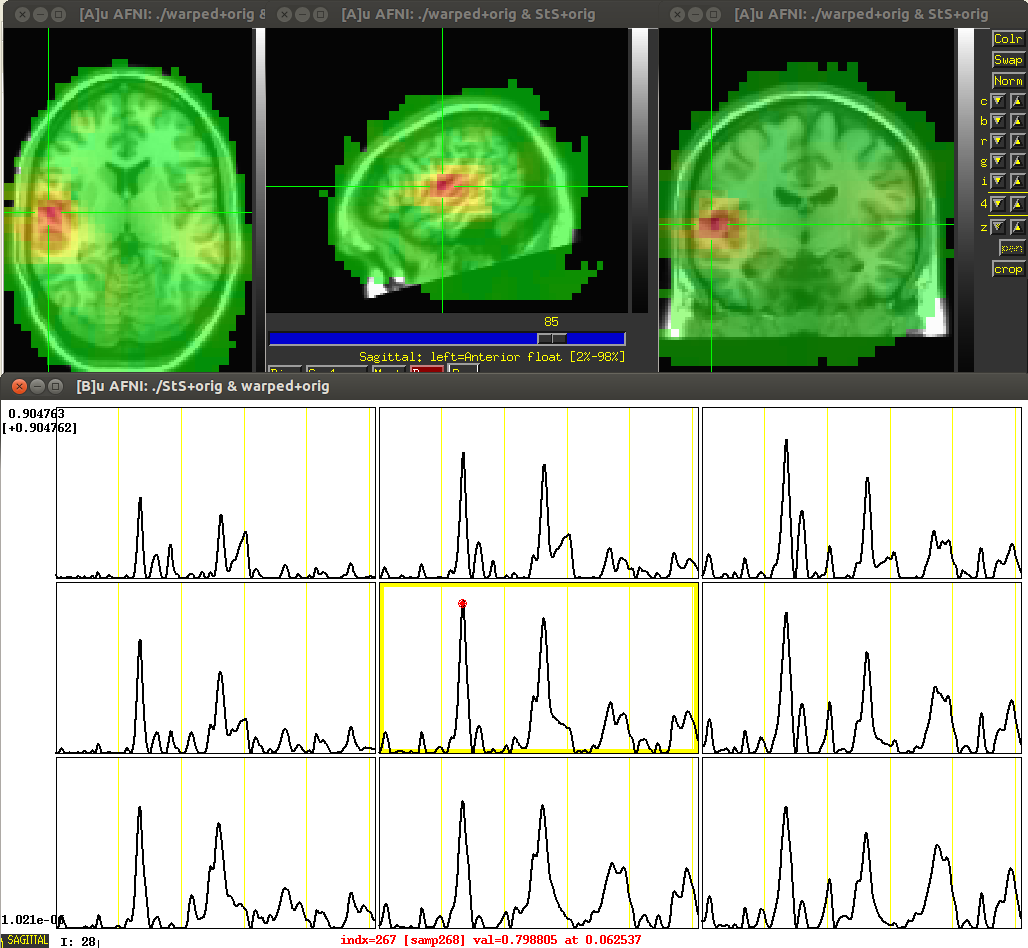 [A]u AFNI: ./warped+orig &
[A]u AFNI: ./warped+orig & StS+orig
[A]u AFNI: ./warped+orig & StS+orig
Colr
Swap
Norm
c
b
r
g
i
4
z
pan
crop
85
Sagittal: left=Anterior float [2%-98%]
[B]u AFNI: ./StS+orig & warped+orig
0.904763
[+0.904762]
1.021e-06
SAGITTAL
I: 28
indx=267 [samp268] val=0.798805 at 0.062537